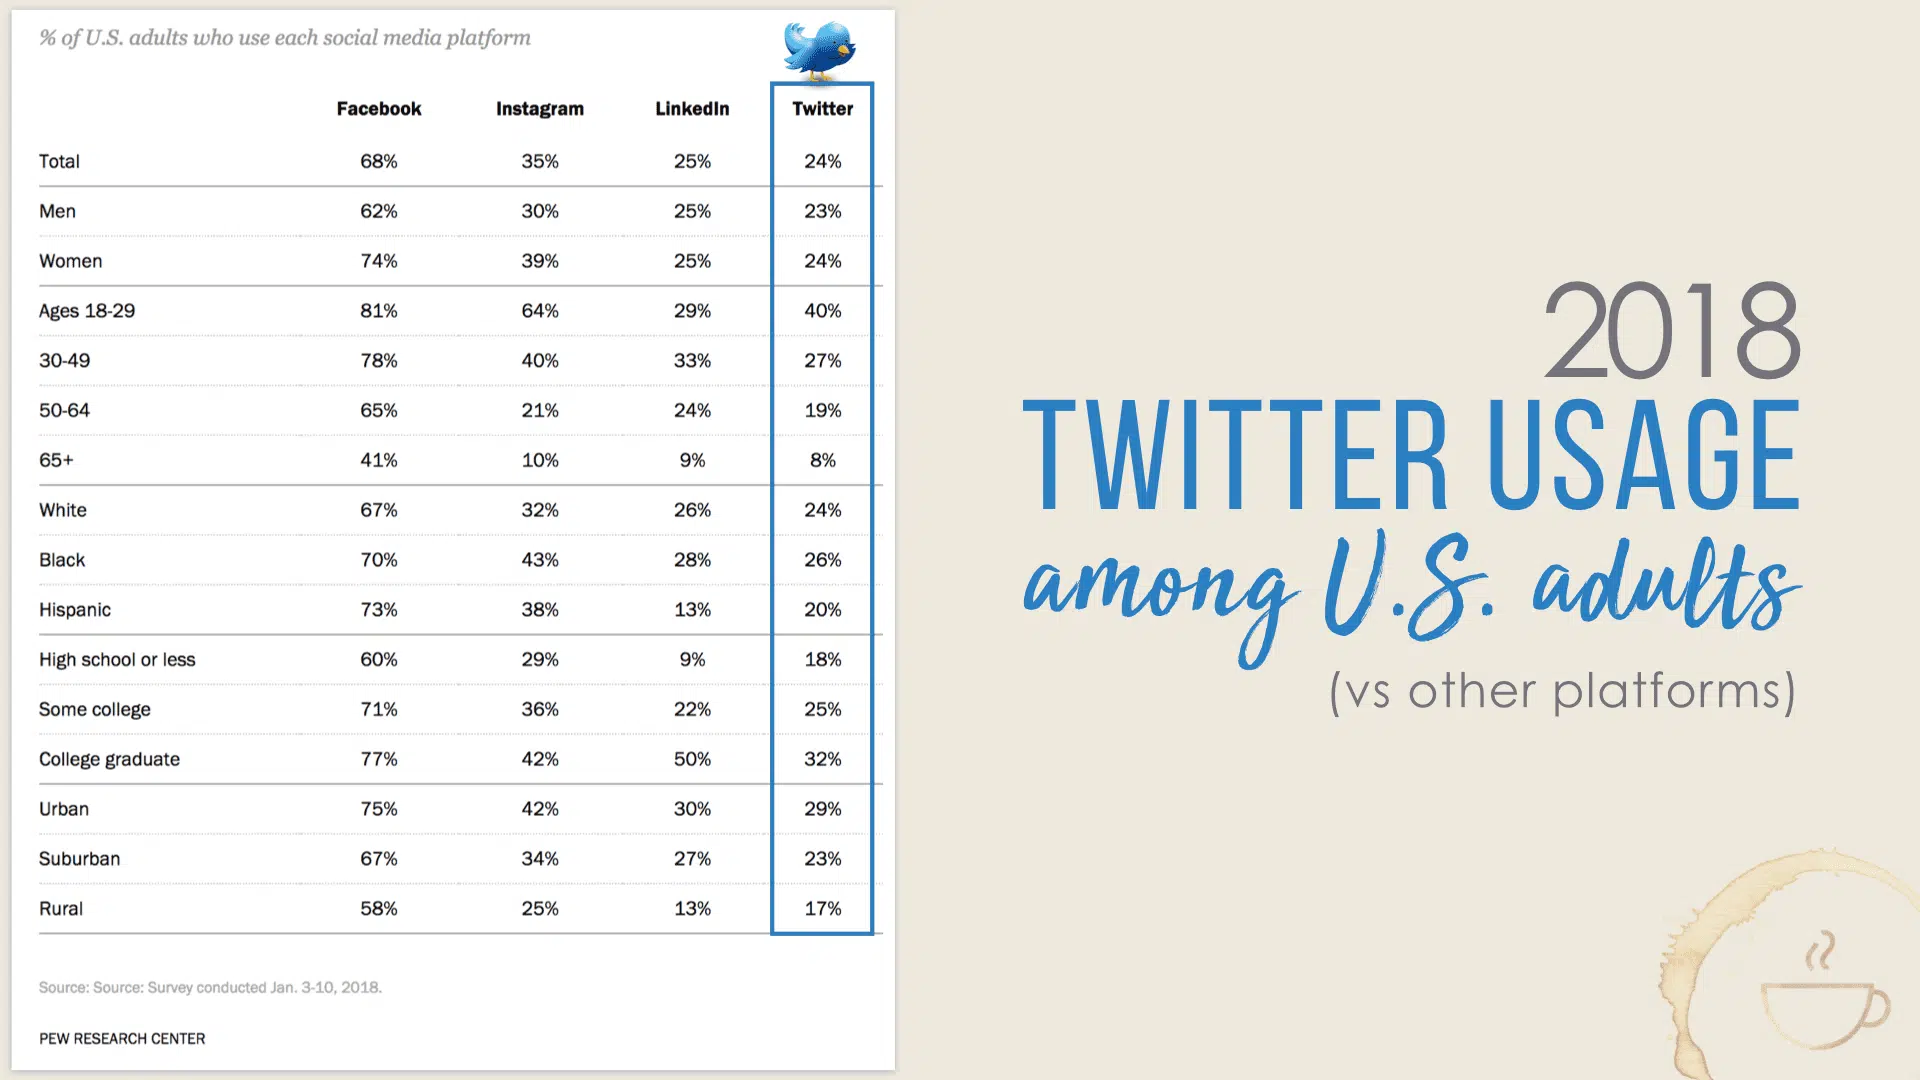 % of U.S. adults who use each social media platform
Facebook Instagram LinkedIn Twitter
Total 68% 35% 25% 24%
Men 62% 30% 25% 23%
Women 74% 39% 25% 24%
Ages 18-29 81% 64% 29% 40%
30-49 78% 40% 33% 27%
50-64 65% 21% 24% 19%
65+ 41% 10% 9% 8%
White 67% 32% 26% 24%
Black 70% 43% 28% 26%
Hispanic 73% 38% 13% 20%
High school or less 60% 29% 9% 18%
Some college 71% 36% 22% 25%
College graduate 77% 42% 50% 32%
Urban 75% 42% 30% 29%
Suburban 67% 34% 27% 23%
Rural 58% 25% 13% 17%
Source: Source: Survey conducted Jan. 3-10, 2018.
PEW RESEARCH CENTER
2018
TWITTER USAGE
among U.S. adults
(vs other platforms)